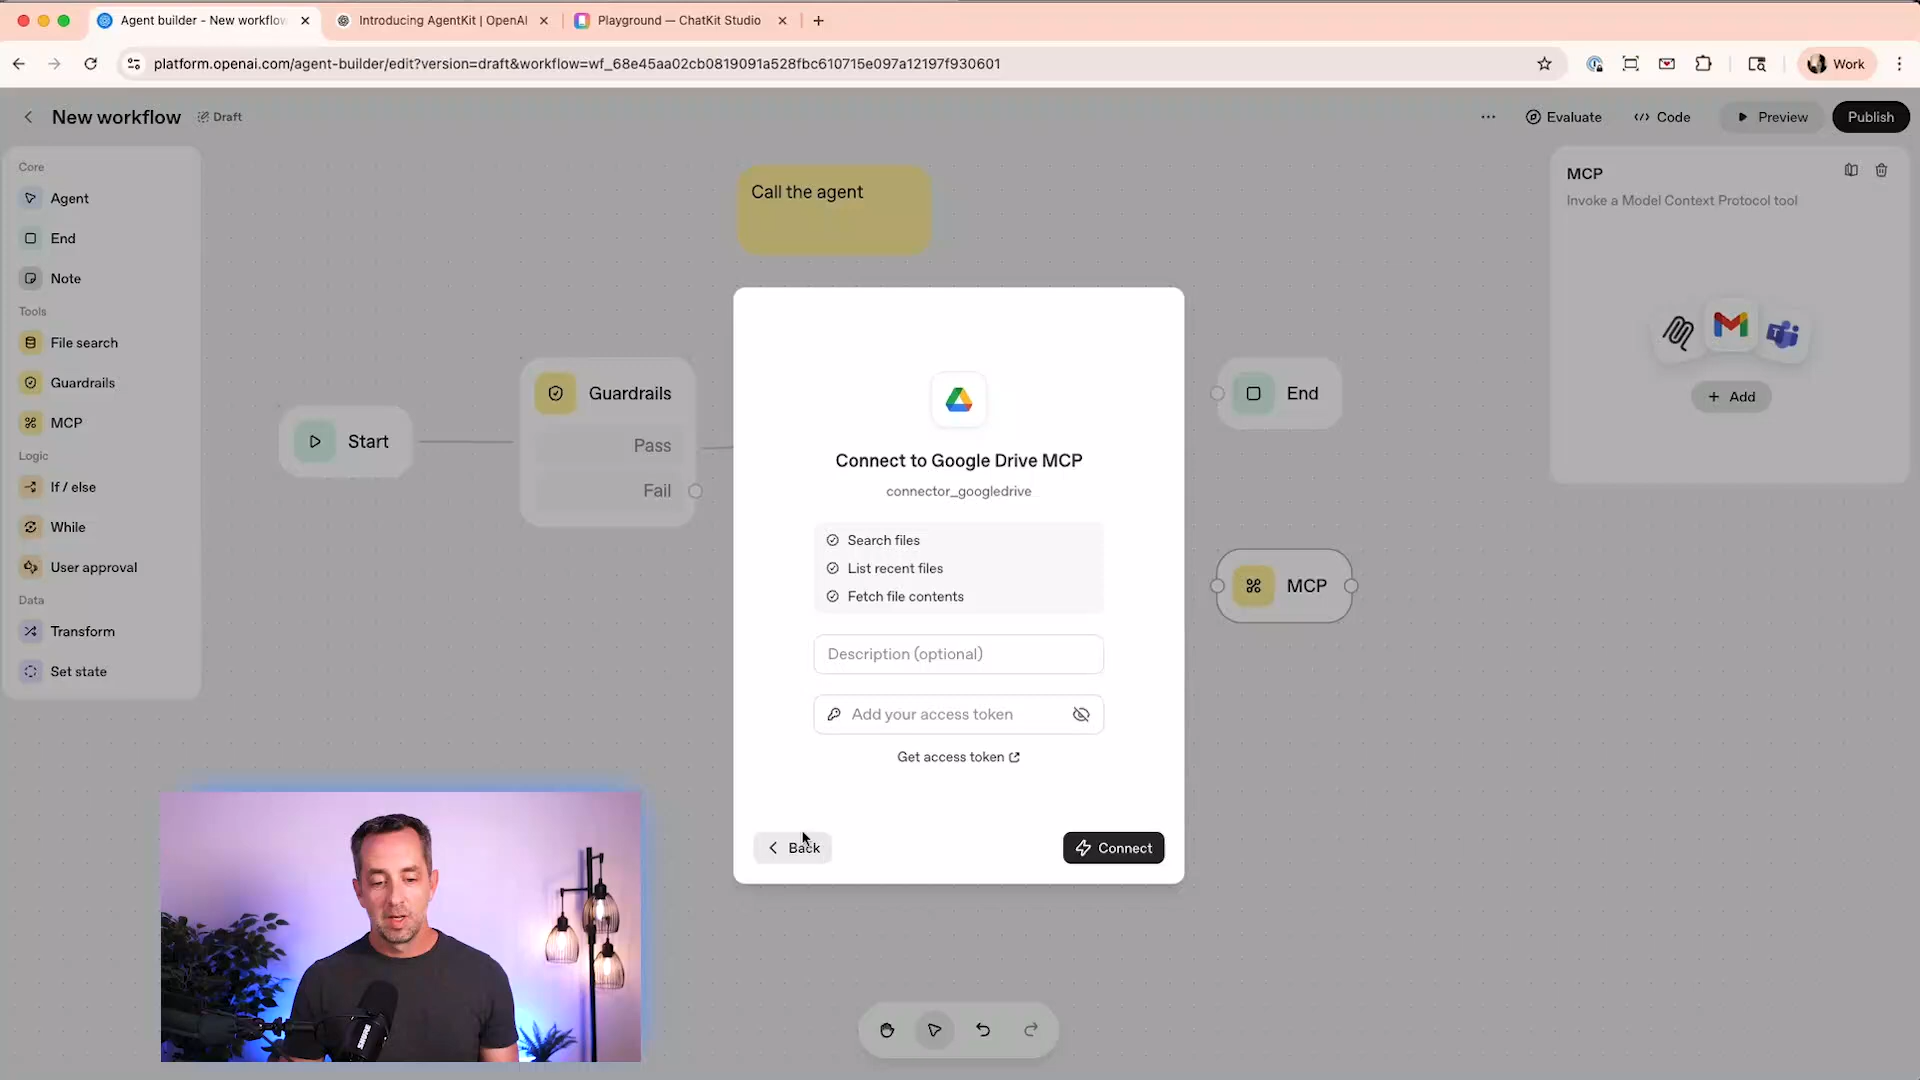 Agent builder - New workflow
Introducing AgentKit | OpenAI
Playground — ChatKit Studio
platform.openai.com/agent-builder/edit?version=draft&workflow=wf_68e45aa02cb0819091a528fbc610715e097a12197f930601
Work
New workflow
Draft
Evaluate
Code
Preview
Publish
Core
Agent
End
Note
Tools
File search
Guardrails
MCP
Logic
If / else
While
User approval
Data
Transform
Set state
Call the agent
Start
Guardrails
Pass
Fail
Connect to Google Drive MCP
connector_googledrive
Search files
List recent files
Fetch file contents
Description (optional)
Add your access token
Get access token
Back
Connect
End
MCP
MCP
Invoke a Model Context Protocol tool
+ Add